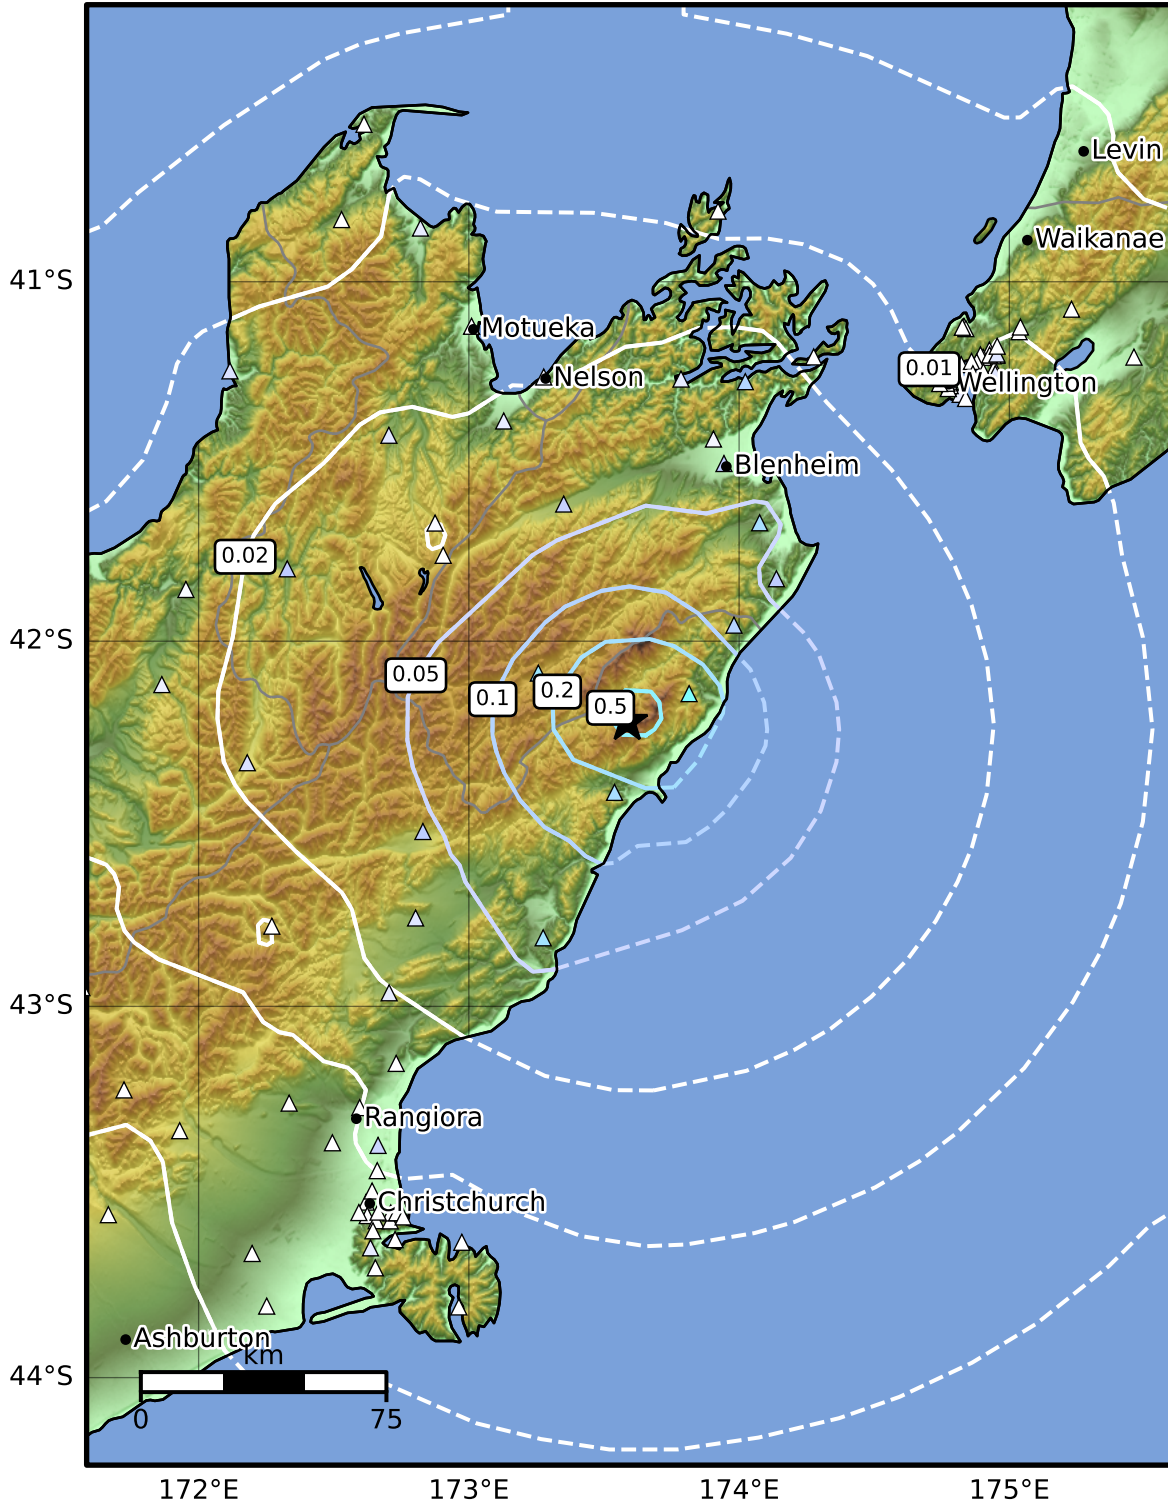 Levin
Waikanae
41°S
Motueka
0.01
Nelson
Wellington
Blenheim
0.02
42°S
0.05
0.1
0.2
0.5
43°S
Rangiora
Christchurch
Ashburton
km
44°S
0
75
172°E
173°E
174°E
175°E